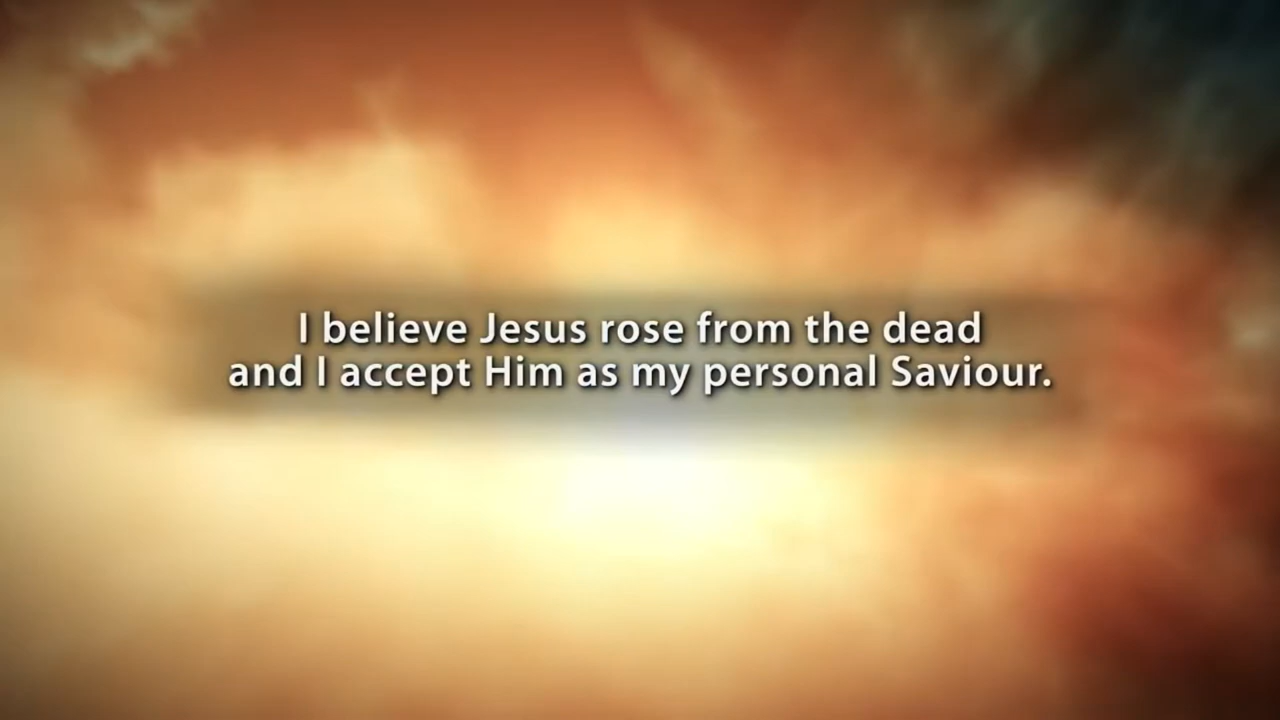 I believe Jesus rose from the dead
and I accept Him as my personal Saviour.